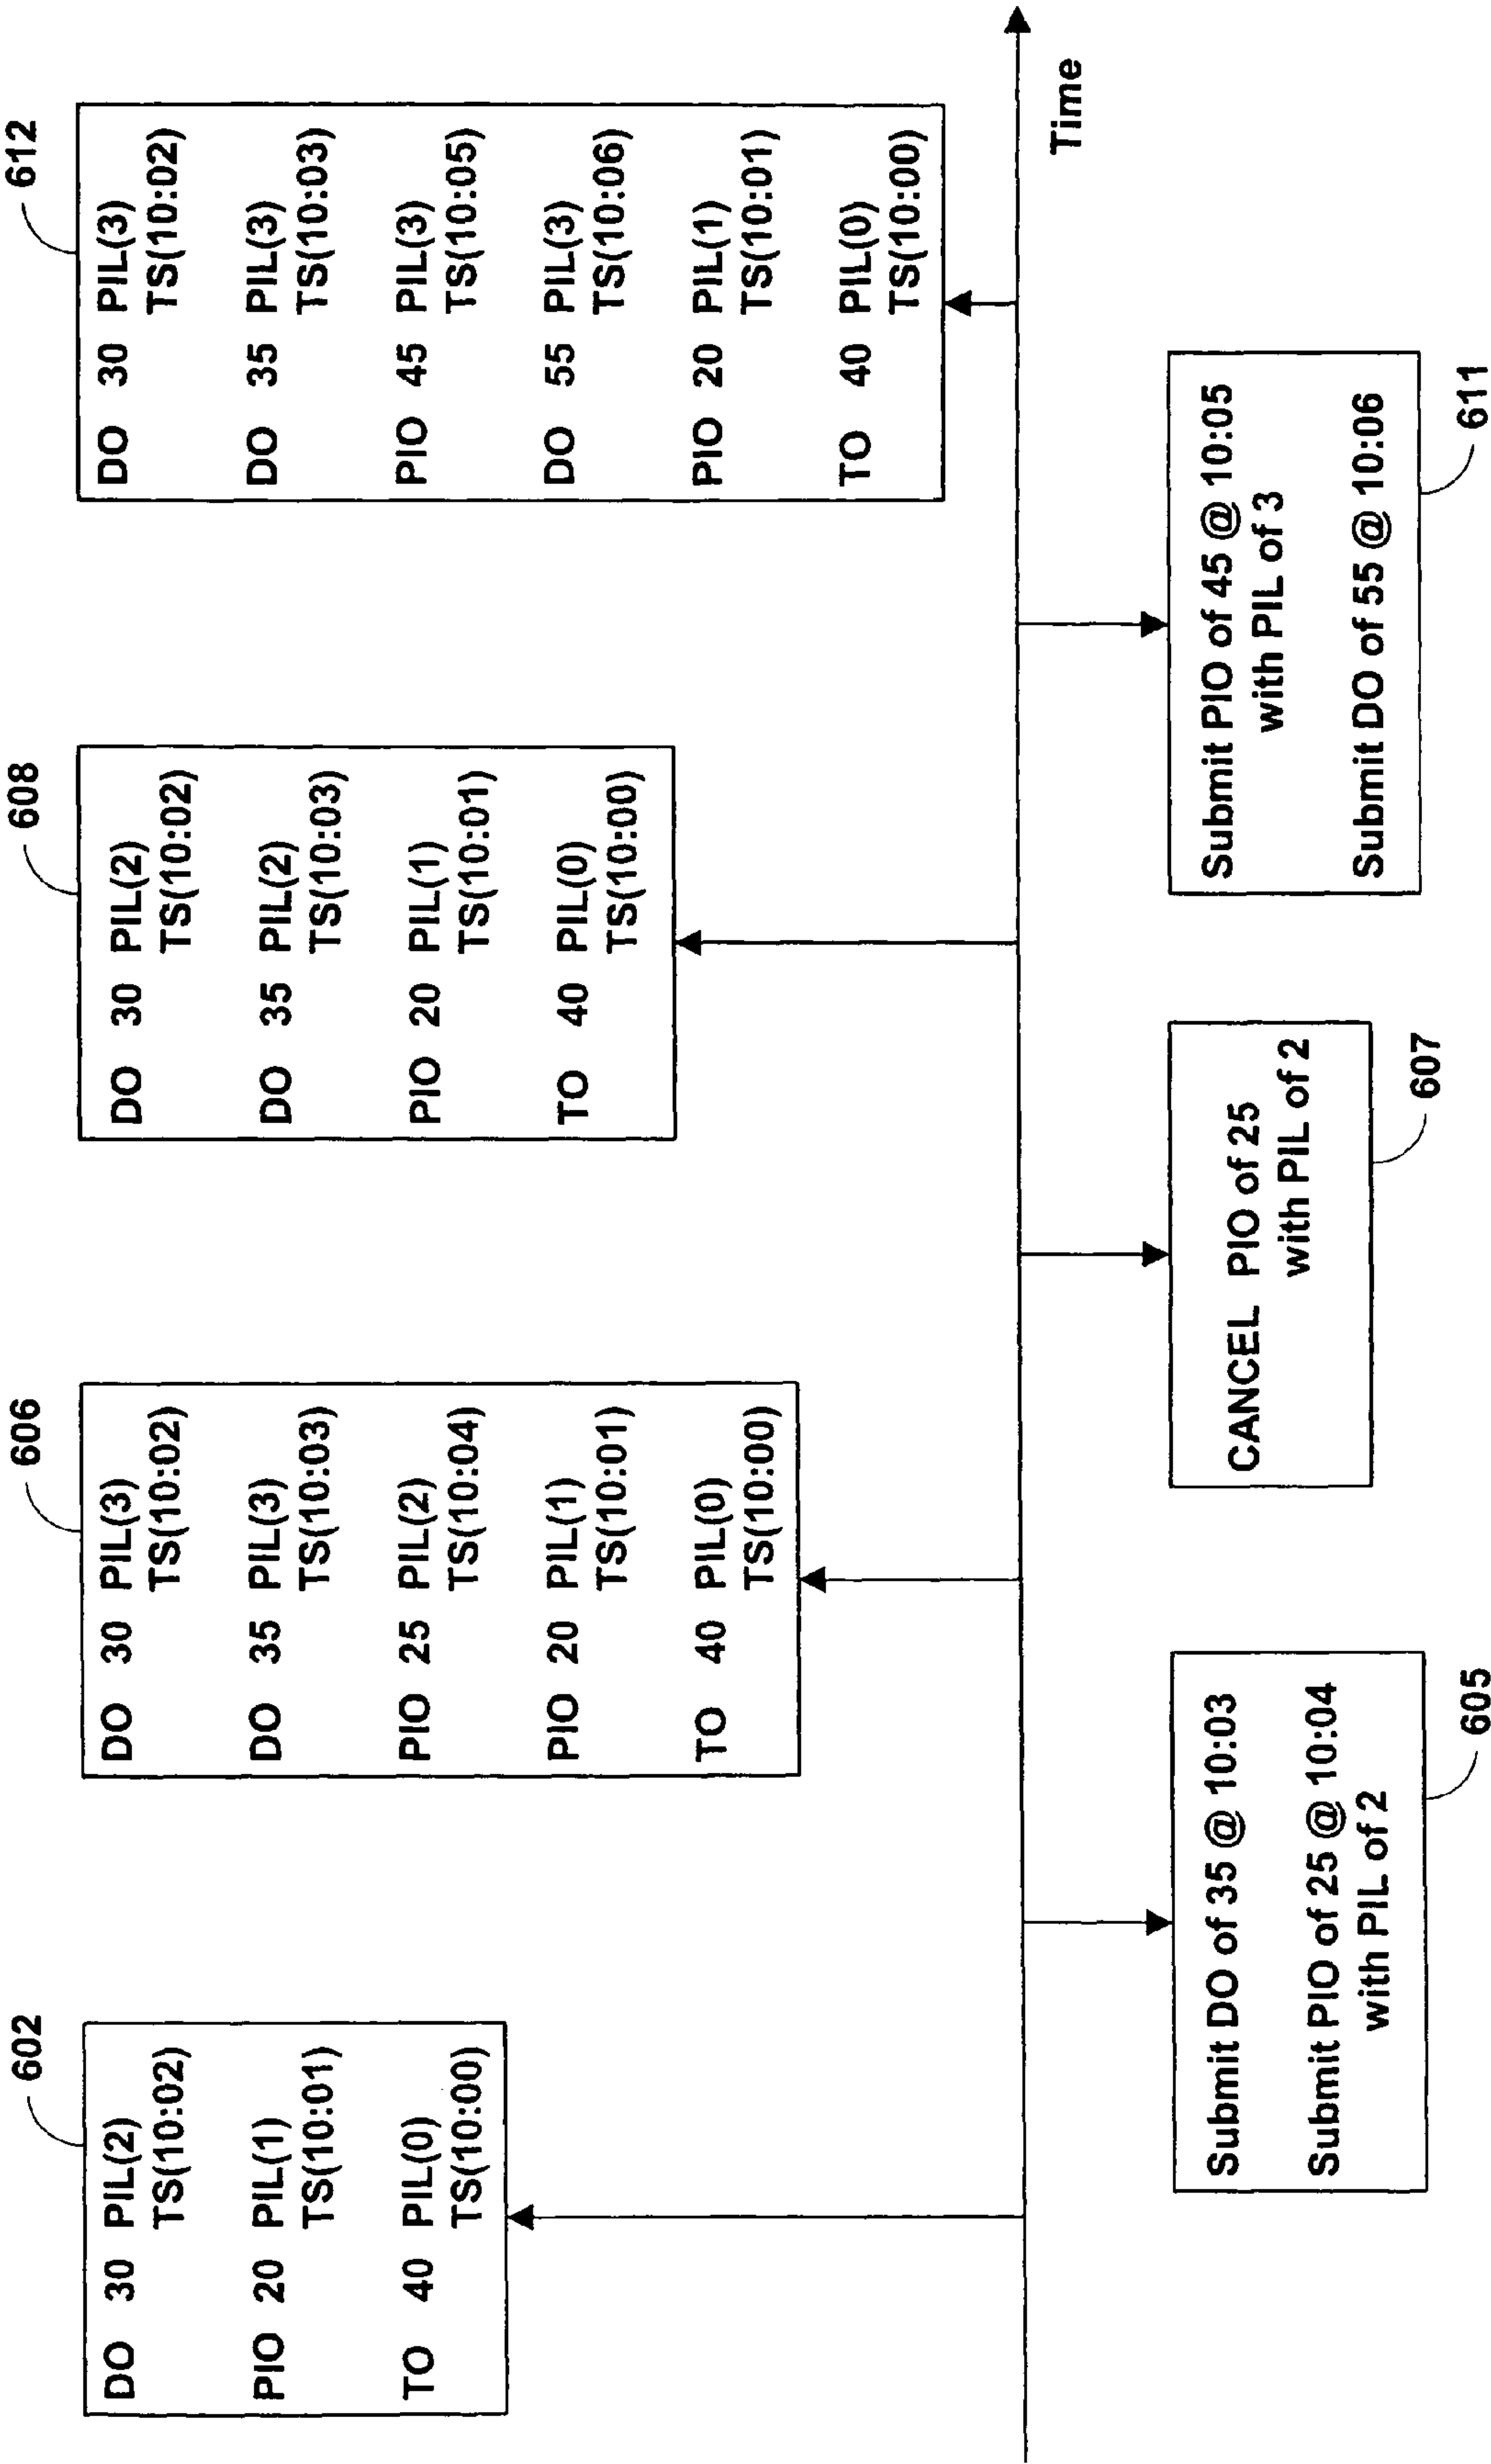 602
DO 30 PIL(2)
TS(10:02)
PIO 20 PIL(1)
TS(10:01)
TO 40 PIL(0)
TS(10:00)
606
DO 30 PIL(3)
TS(10:02)
DO 35 PIL(3)
TS(10:03)
PIO 25 PIL(2)
TS(10:04)
PIO 20 PIL(1)
TS(10:01)
TO 40 PIL(0)
TS(10:00)
608
DO 30 PIL(2)
TS(10:02)
DO 35 PIL(2)
TS(10:03)
PIO 20 PIL(1)
TS(10:01)
TO 40 PIL(0)
TS(10:00)
612
DO 30 PIL(3)
TS(10:02)
DO 35 PIL(3)
TS(10:03)
PIO 45 PIL(3)
TS(10:05)
DO 55 PIL(3)
TS(10:06)
PIO 20 PIL(1)
TS(10:01)
TO 40 PIL(0)
TS(10:00)
Time
Submit DO of 35 @ 10:03
Submit PIO of 25 @ 10:04
with PIL of 2
605
CANCEL PIO of 25
with PIL of 2
607
Submit PIO of 45 @ 10:05
with PIL of 3
Submit DO of 55 @ 10:06
611